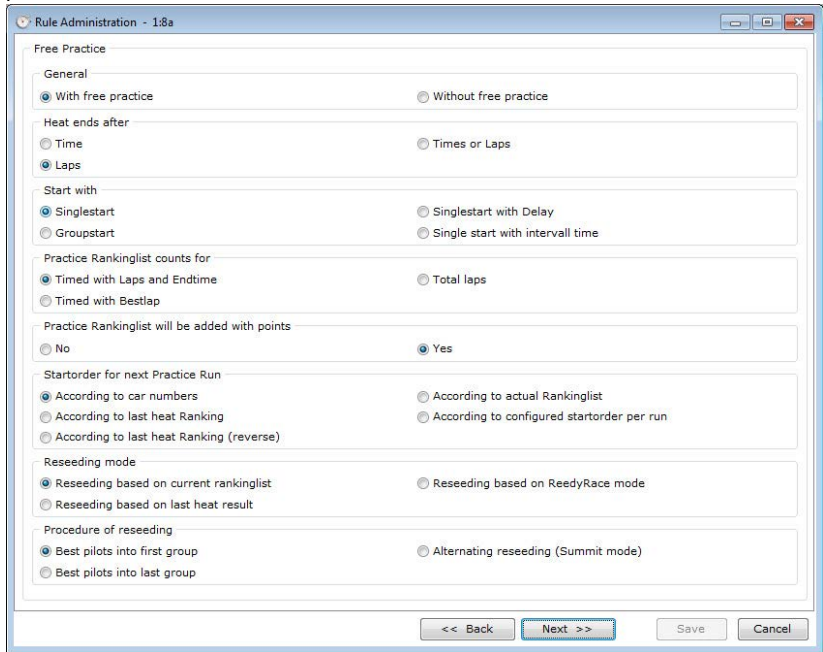 Rule Administration - 1:8a
Free Practice
General
With free practice
Without free practice
Heat ends after
Time
Times or Laps
Laps
Start with
Singlestart
Singlestart with Delay
Groupstart
Single start with intervall time
Practice Rankinglist counts for
Timed with Laps and Endtime
Total laps
Timed with Bestlap
Practice Rankinglist will be added with points
No
Yes
Startorder for next Practice Run
According to car numbers
According to actual Rankinglist
According to last heat Ranking
According to configured startorder per run
According to last heat Ranking (reverse)
Reseeding mode
Reseeding based on current rankinglist
Reseeding based on ReedyRace mode
Reseeding based on last heat result
Procedure of reseeding
Best pilots into first group
Alternating reseeding (Summit mode)
Best pilots into last group
<< Back
Next >>
Save
Cancel